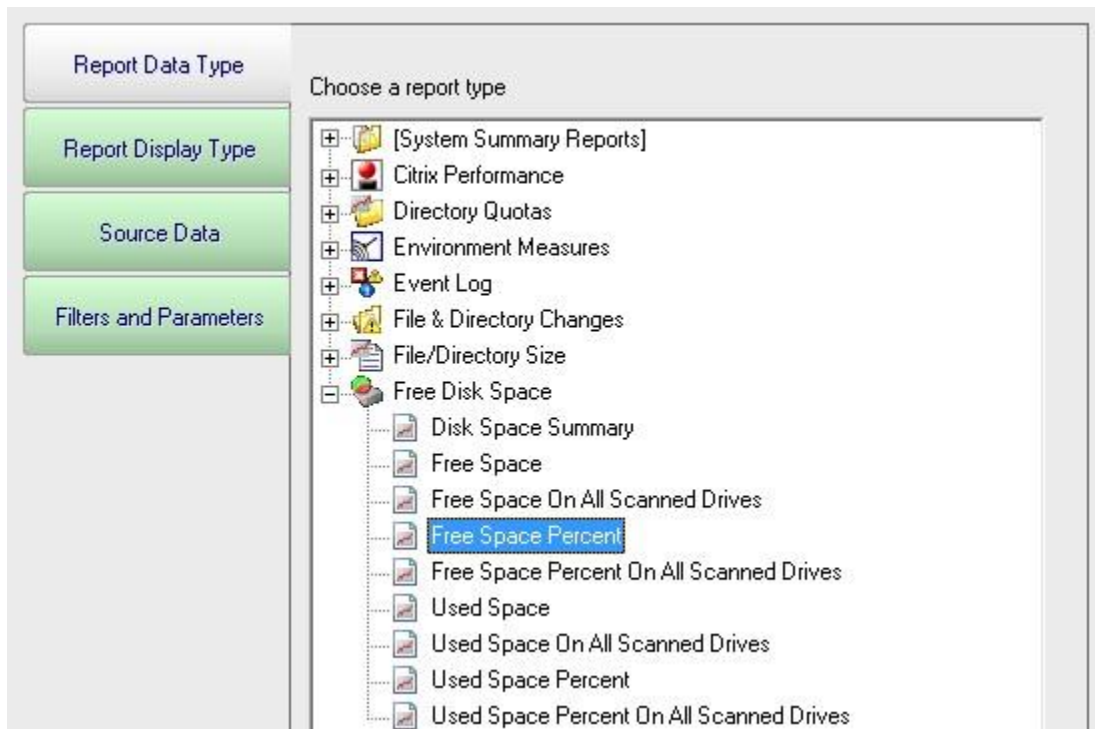 Report Data Type
Report Display Type
Source Data
Filters and Parameters
Choose a report type
[System Summary Reports]
Citrix Performance
Directory Quotas
Environment Measures
Event Log
File & Directory Changes
File/Directory Size
Free Disk Space
Disk Space Summary
Free Space
Free Space On All Scanned Drives
Free Space Percent
Free Space Percent On All Scanned Drives
Used Space
Used Space On All Scanned Drives
Used Space Percent
Used Space Percent On All Scanned Drives